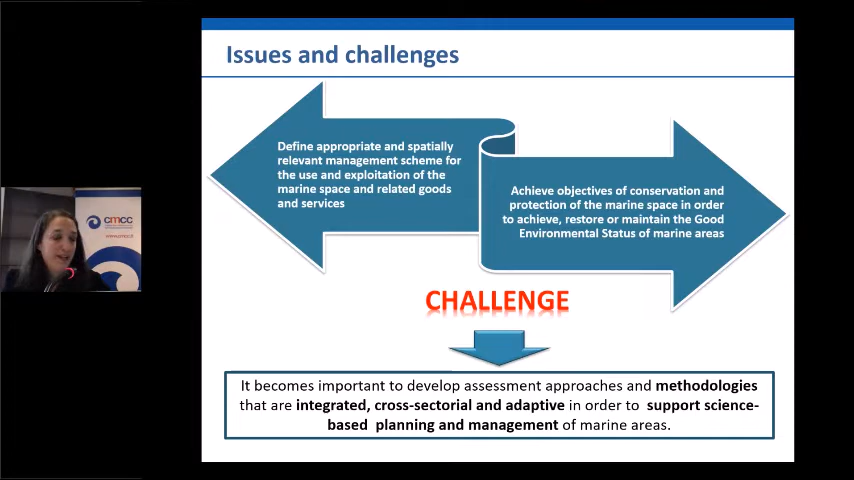 Issues and challenges
Define appropriate and spatially
relevant management scheme for
the use and exploitation of the
marine space and related goods
and services
Achieve objectives of conservation and
protection of the marine space in order
to achieve, restore or maintain the Good
Environmental Status of marine areas
CHALLENGE
It becomes important to develop assessment approaches and methodologies
that are integrated, cross-sectorial and adaptive in order to support science-
based planning and management of marine areas.
cmcc